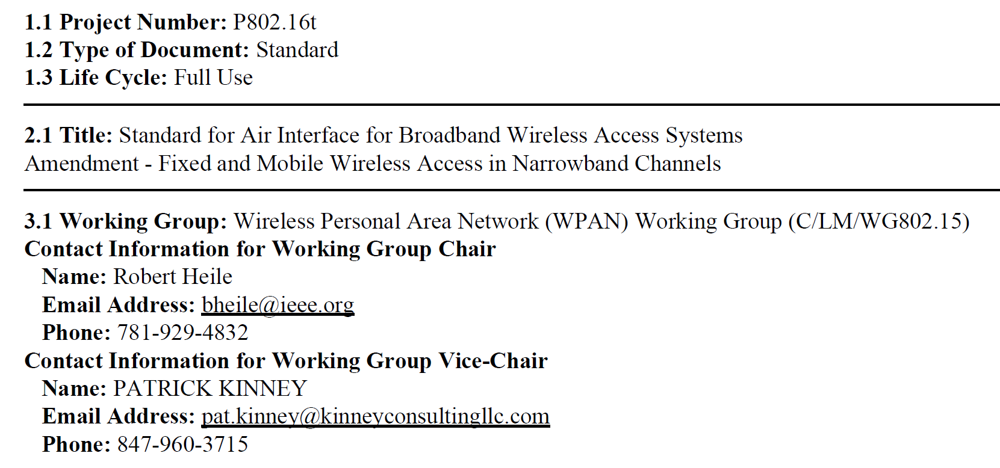 1.1 Project Number: P802.16t
1.2 Type of Document: Standard
1.3 Life Cycle: Full Use
2.1 Title: Standard for Air Interface for Broadband Wireless Access Systems
Amendment - Fixed and Mobile Wireless Access in Narrowband Channels
3.1 Working Group: Wireless Personal Area Network (WPAN) Working Group (C/LM/WG802.15)
Contact Information for Working Group Chair
Name: Robert Heile
Email Address: bheile@ieee.org
Phone: 781-929-4832
Contact Information for Working Group Vice-Chair
Name: PATRICK KINNEY
Email Address: pat.kinney@kinneyconsultingllc.com
Phone: 847-960-3715